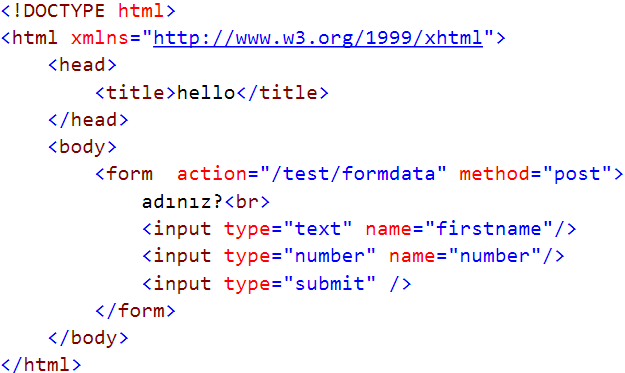 <!DOCTYPE html>
<html xmlns="http://www.w3.org/1999/xhtml">
    <head>
        <title>hello</title>
    </head>
    <body>
        <form  action="/test/formdata" method="post">
            adınız?<br>
            <input type="text" name="firstname"/>
            <input type="number" name="number"/>
            <input type="submit" />
        </form>
    </body>
</html>